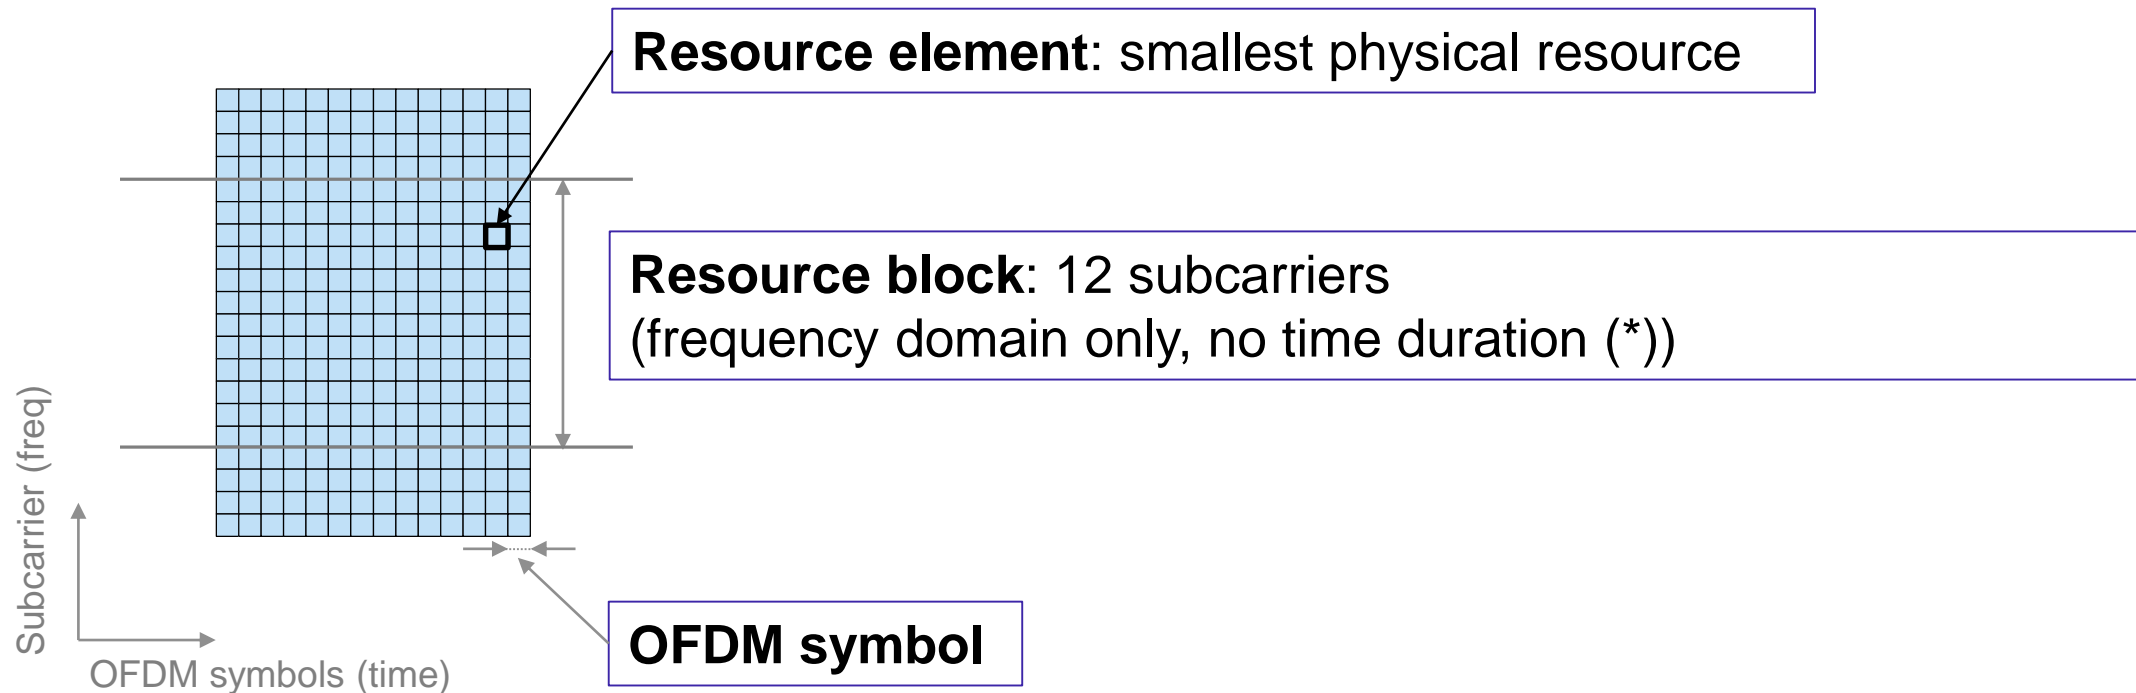 Resource element: smallest physical resource
Resource block: 12 subcarriers
(frequency domain only, no time duration (*))
Subcarrier (freq)
OFDM symbol
OFDM symbols (time)